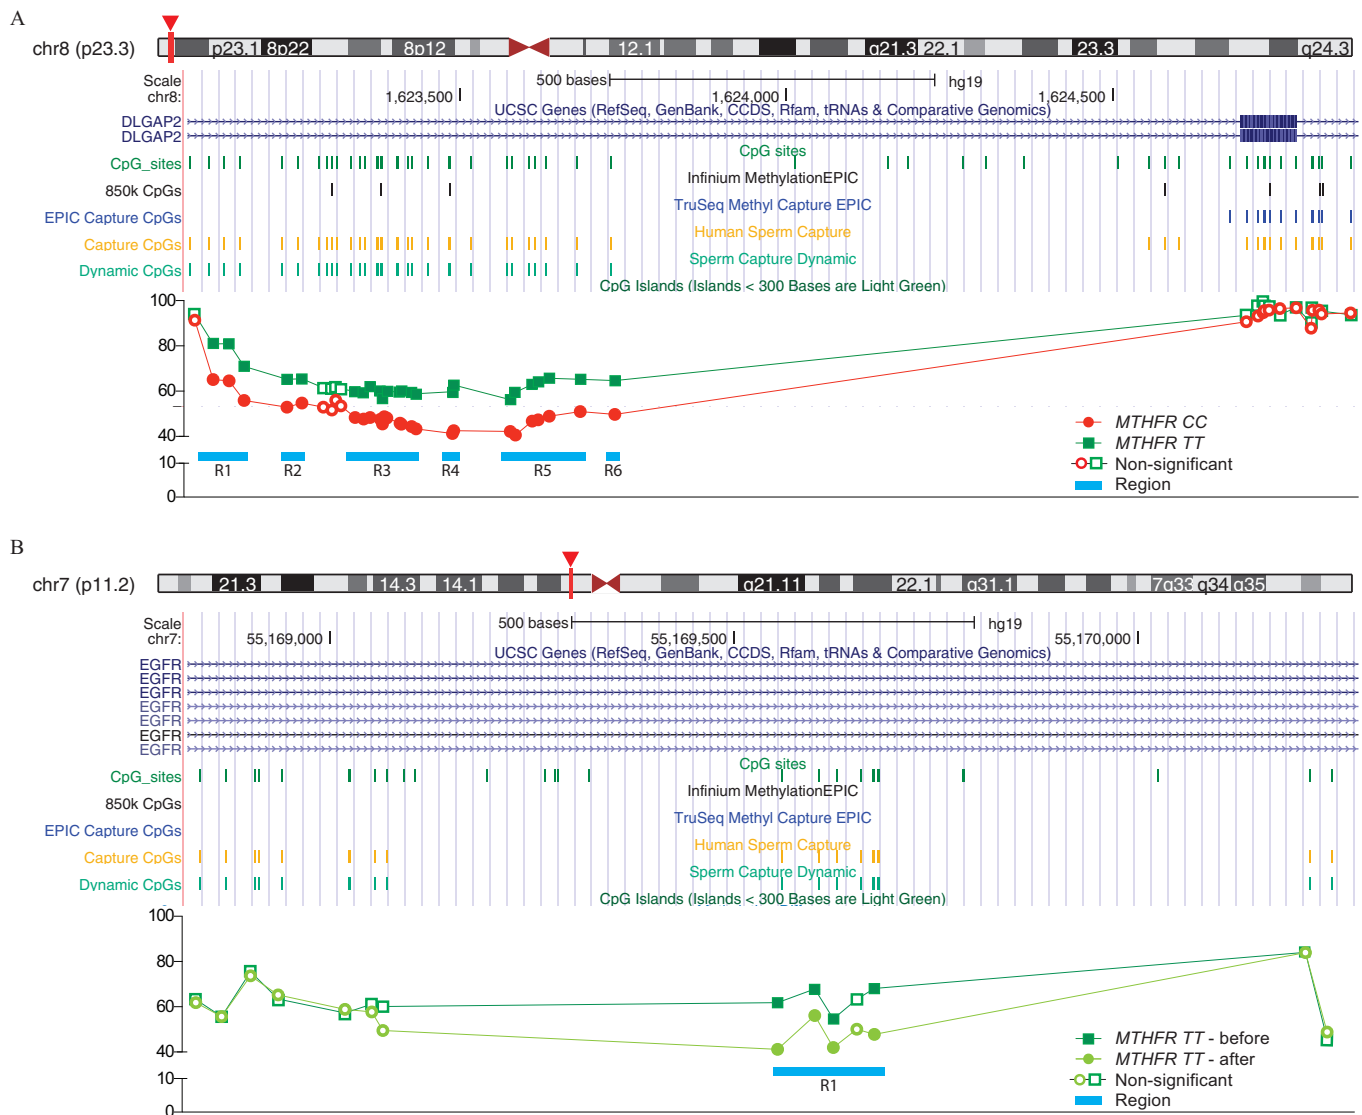 A
chr8 (p23.3)
p23.1 8p22 8p12 12.1 q21.3 22.1 23.3 q24.3
Scale 500 bases hg19
chr8: 1,623,500 1,624,000 1,624,500
UCSC Genes (RefSeq, GenBank, CCDS, Rfam, tRNAs & Comparative Genomics)
DLGAP2
DLGAP2
CpG sites
CpG_sites
Infinium MethylationEPIC
850k CpGs
TruSeq Methyl Capture EPIC
EPIC Capture CpGs
Human Sperm Capture
Capture CpGs
Sperm Capture Dynamic
Dynamic CpGs
CpG Islands (Islands < 300 Bases are Light Green)
100
80
60
40
MTHFR CC
MTHFR TT
Non-significant
Region
R1 R2 R3 R4 R5 R6
10
0
B
chr7 (p11.2)
21.3 14.3 14.1 q21.11 22.1 q31.1 7q33 q34 q35
Scale 500 bases hg19
chr7: 55,169,000 55,169,500 55,170,000
UCSC Genes (RefSeq, GenBank, CCDS, Rfam, tRNAs & Comparative Genomics)
EGFR
EGFR
EGFR
EGFR
EGFR
EGFR
EGFR
CpG sites
CpG_sites
Infinium MethylationEPIC
850k CpGs
TruSeq Methyl Capture EPIC
EPIC Capture CpGs
Human Sperm Capture
Capture CpGs
Sperm Capture Dynamic
Dynamic CpGs
CpG Islands (Islands < 300 Bases are Light Green)
100
80
60
40
MTHFR TT - before
MTHFR TT - after
Non-significant
Region
R1
10
0